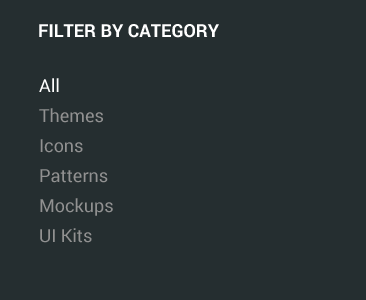 FILTER BY CATEGORY
All
Themes
Icons
Patterns
Mockups
UI Kits